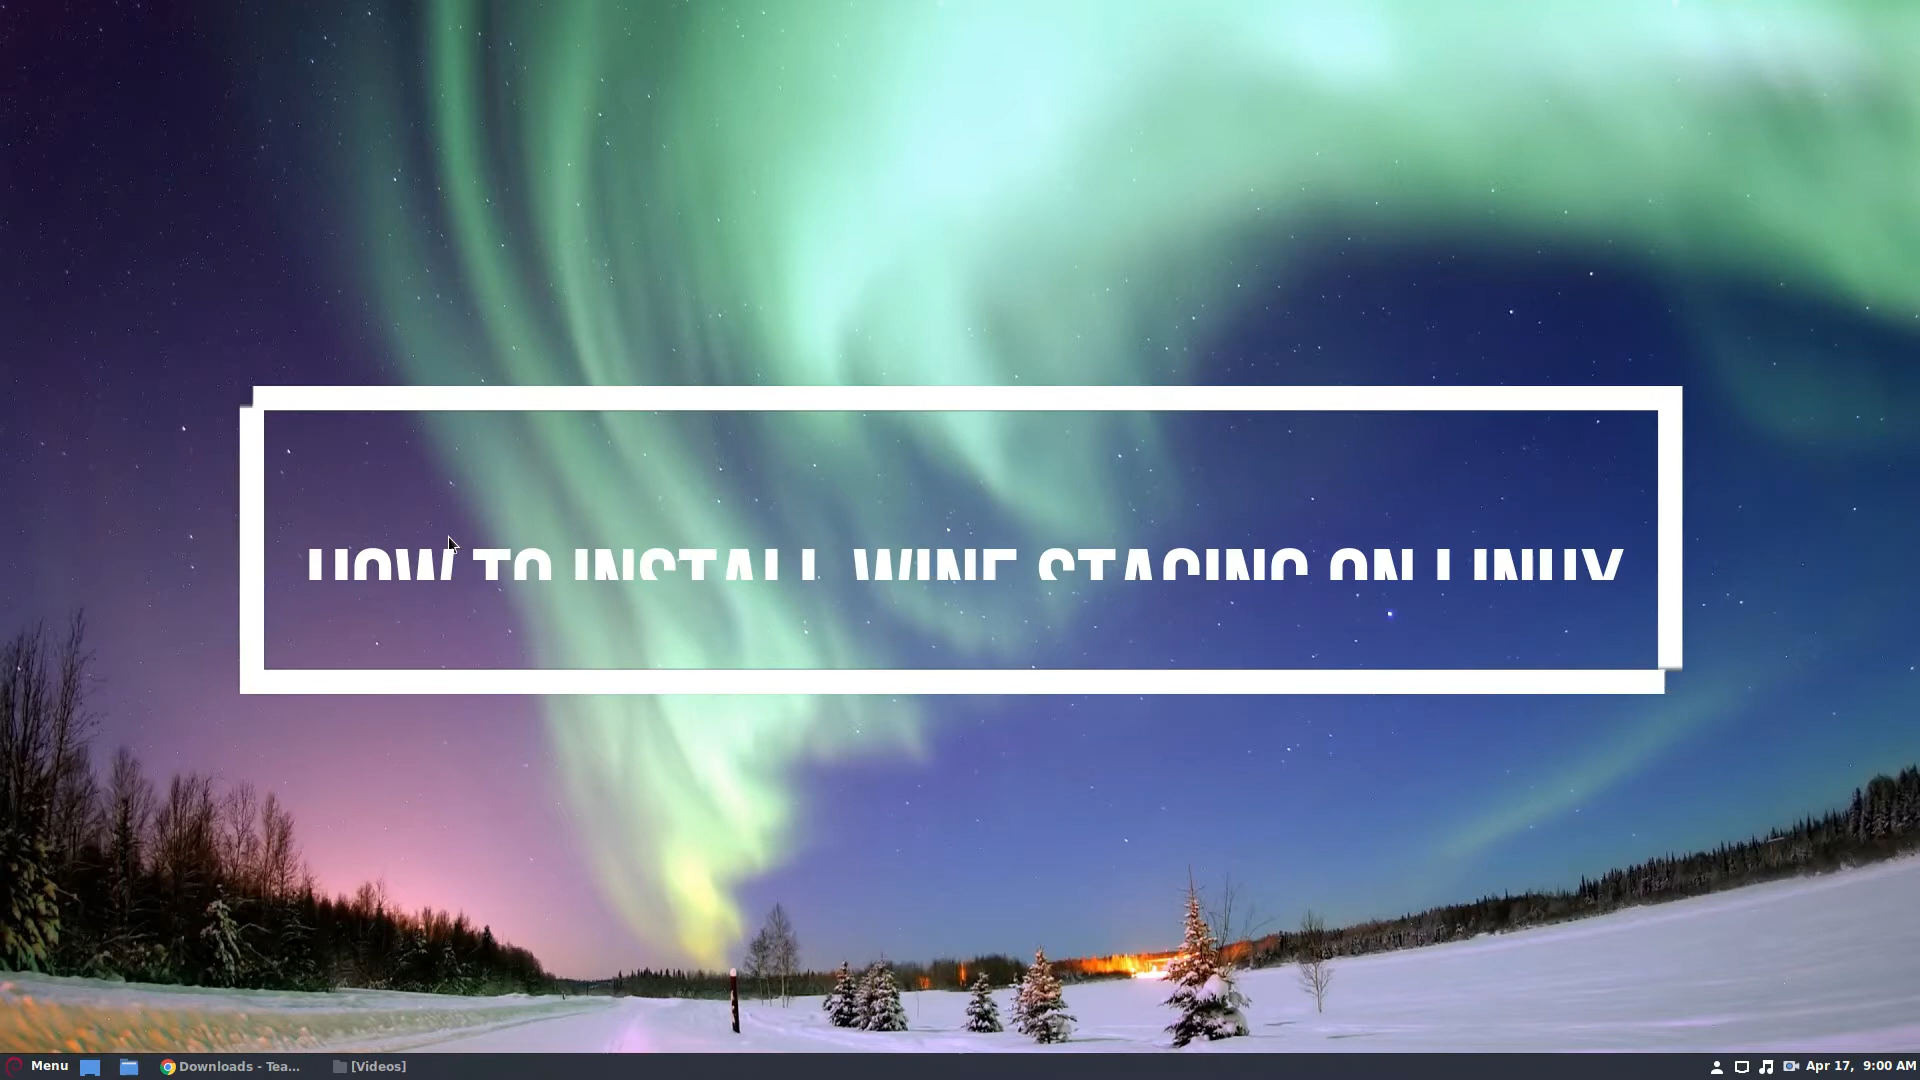 HOW TO INSTALL WINE STAGING ON LINUX
Menu
Downloads - Tea...
[Videos]
Apr 17, 9:00 AM